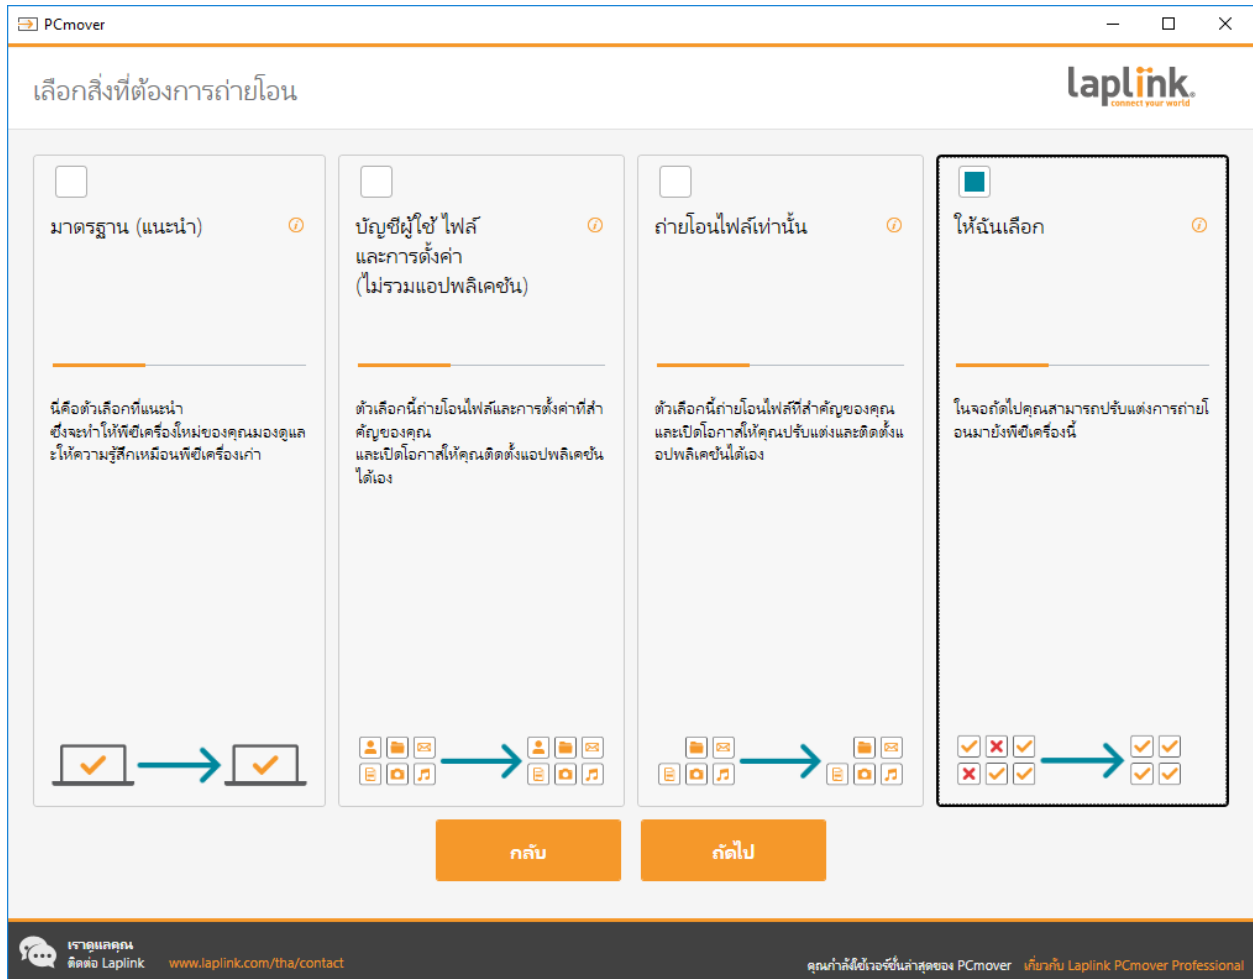 PCmover
เลือกสิ่งที่ต้องการถ่ายโอน
laplink.
connect your world
มาตรฐาน (แนะนำ)
นี่คือตัวเลือกที่แนะนำ
ซึ่งจะทำให้พีซีเครื่องใหม่ของคุณมองดูแล
ะให้ความรู้สึกเหมือนพีซีเครื่องเก่า
บัญชีผู้ใช้ ไฟล์
และการตั้งค่า
(ไม่รวมแอปพลิเคชัน)
ตัวเลือกนี้ถ่ายโอนไฟล์และการตั้งค่าที่สำ
คัญของคุณ
และเปิดโอกาสให้คุณติดตั้งแอปพลิเคชัน
ได้เอง
ถ่ายโอนไฟล์เท่านั้น
ตัวเลือกนี้ถ่ายโอนไฟล์ที่สำคัญของคุณ
และเปิดโอกาสให้คุณปรับแต่งและติดตั้งแ
อปพลิเคชันได้เอง
ให้ฉันเลือก
ในจอถัดไปคุณสามารถปรับแต่งการถ่ายโ
อนมายังพีซีเครื่องนี้
กลับ
ถัดไป
เราดูแลคุณ
ติดต่อ Laplink www.laplink.com/tha/contact
คุณกำลังใช้เวอร์ชั่นล่าสุดของ PCmover เกี่ยวกับ Laplink PCmover Professional